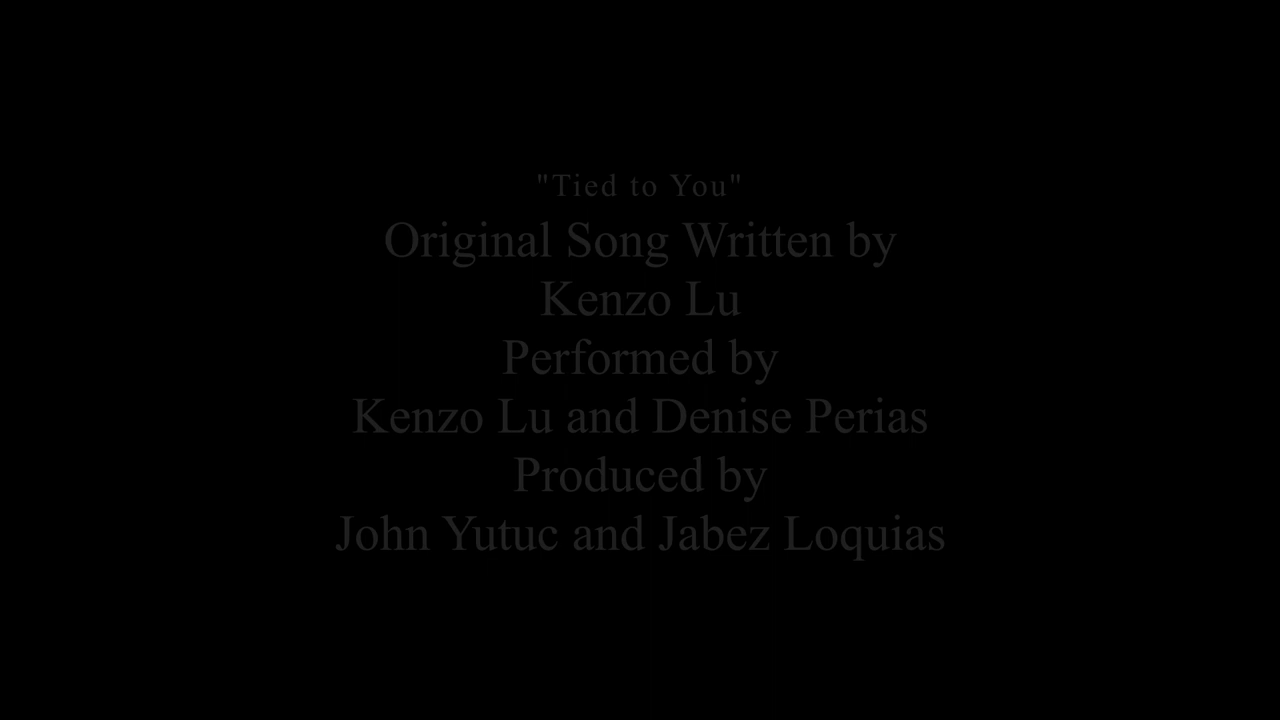 "Tied to You"
Original Song Written by
Kenzo Lu
Performed by
Kenzo Lu and Denise Perias
Produced by
John Yutuc and Jabez Loquias